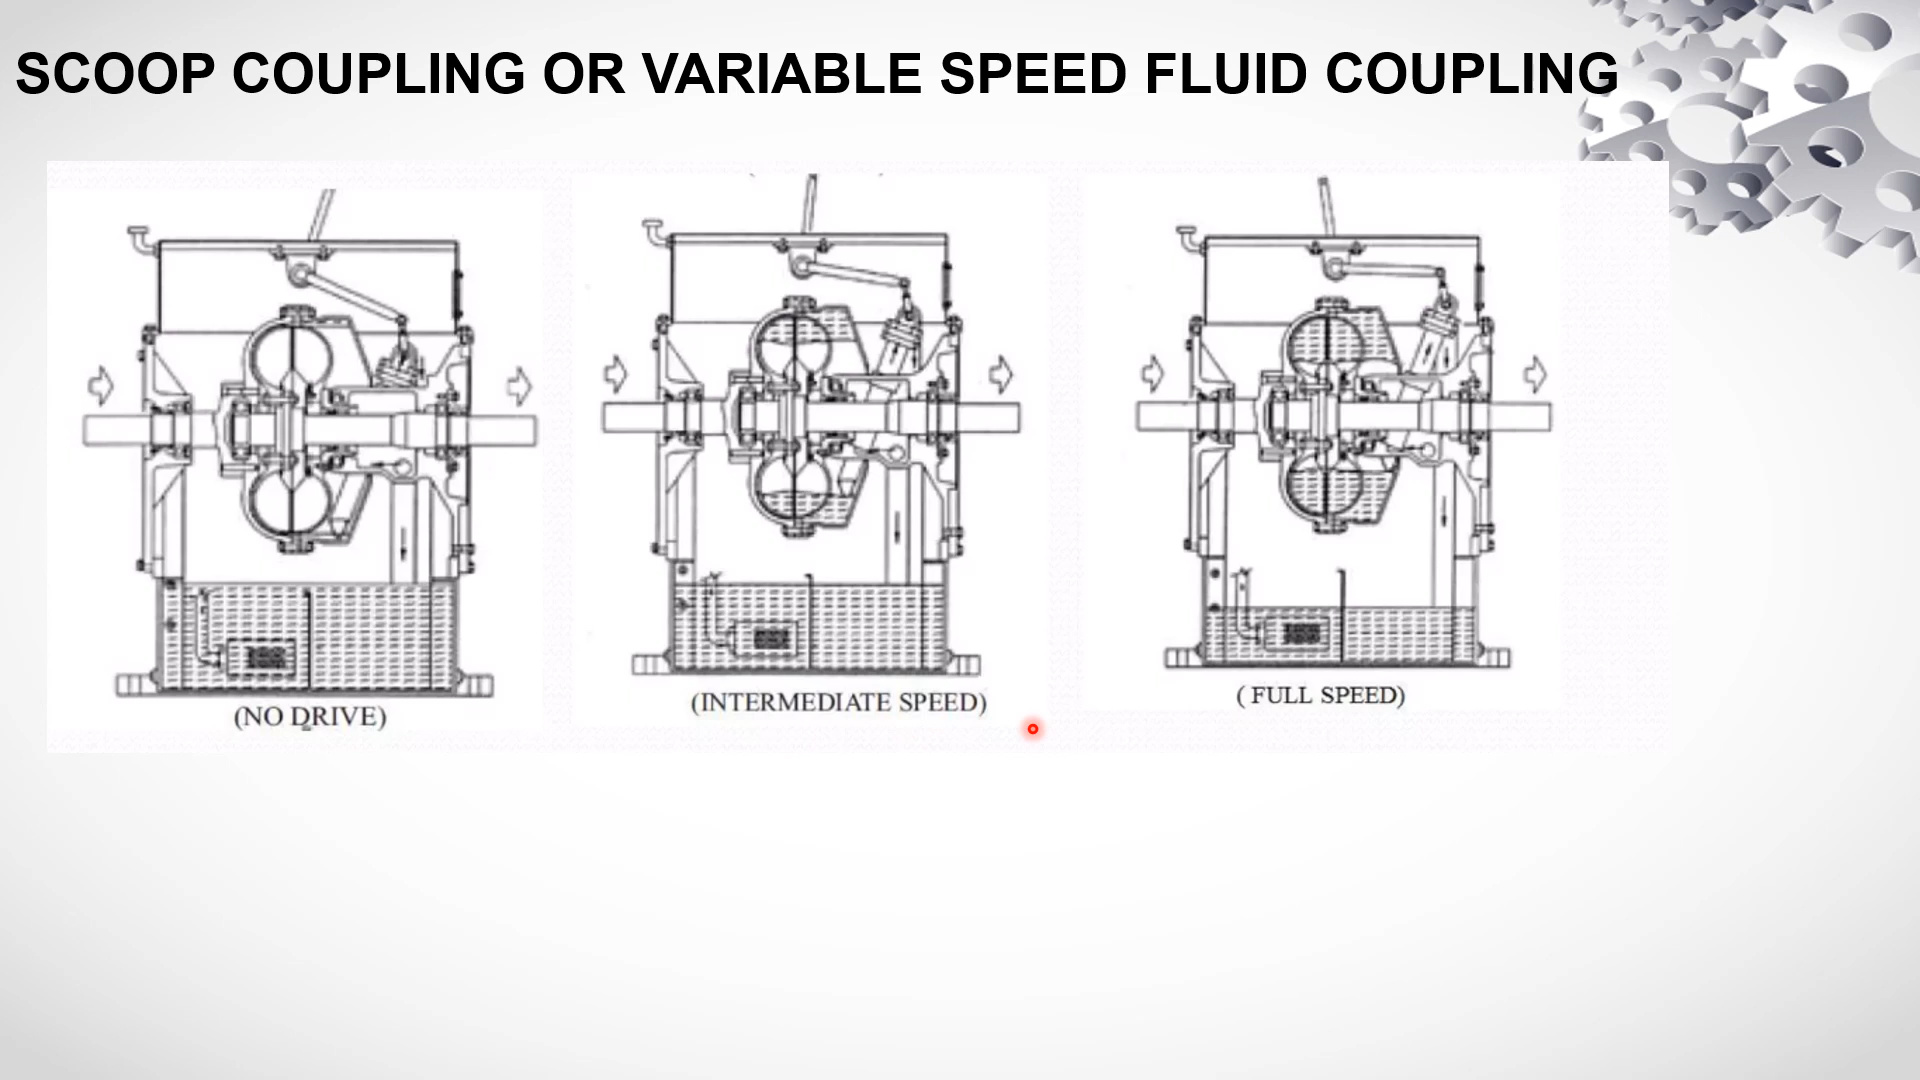 SCOOP COUPLING OR VARIABLE SPEED FLUID COUPLING
(NO DRIVE)
(INTERMEDIATE SPEED)
( FULL SPEED)